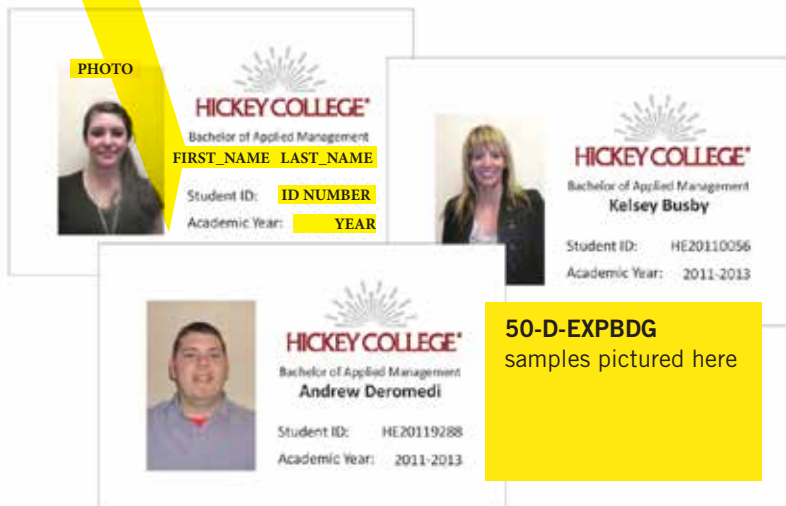 PHOTO
HICKEY COLLEGE®
Bachelor of Applied Management
FIRST_NAME LAST_NAME
Student ID: ID NUMBER
Academic Year: YEAR
HICKEY COLLEGE®
Bachelor of Applied Management
Kelsey Busby
Student ID: HE20110056
Academic Year: 2011-2013
HICKEY COLLEGE®
Bachelor of Applied Management
Andrew Deromedi
Student ID: HE20119288
Academic Year: 2011-2013
50-D-EXPBDG
samples pictured here